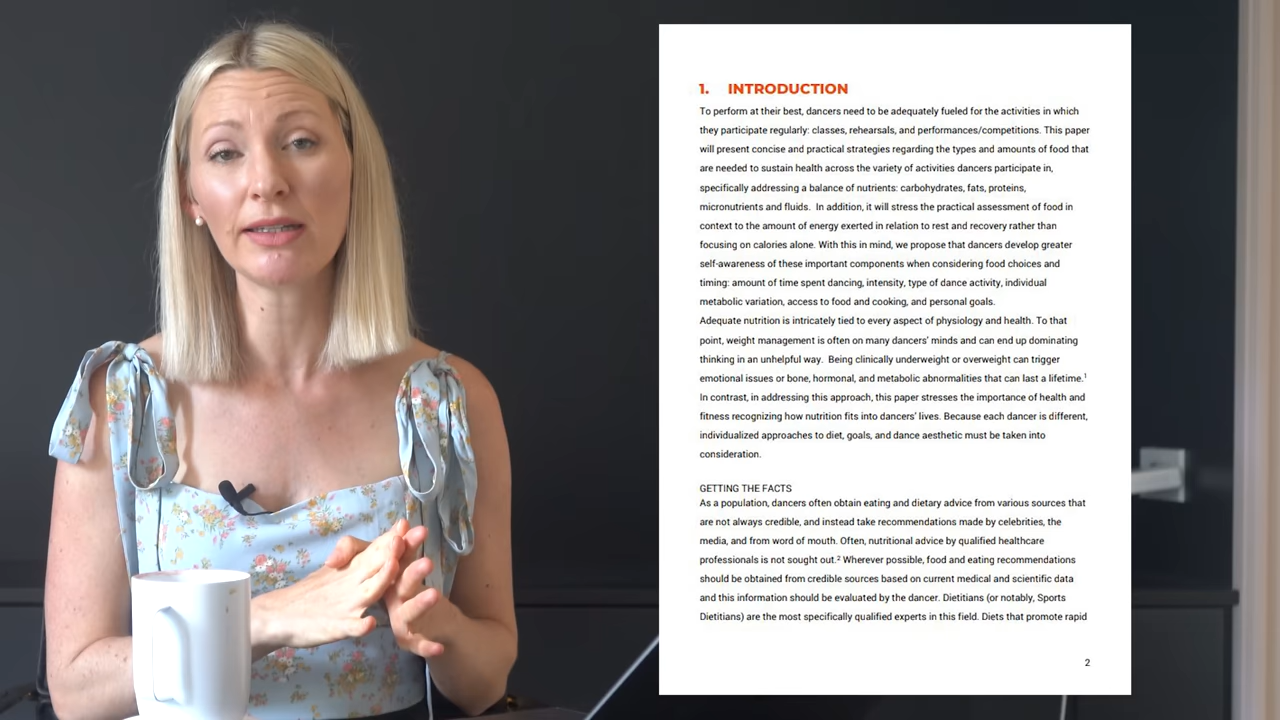 1. INTRODUCTION
To perform at their best, dancers need to be adequately fueled for the activities in which
they participate regularly: classes, rehearsals, and performances/competitions. This paper
will present concise and practical strategies regarding the types and amounts of food that
are needed to sustain health across the variety of activities dancers participate in,
specifically addressing a balance of nutrients: carbohydrates, fats, proteins,
micronutrients and fluids.  In addition, it will stress the practical assessment of food in
context to the amount of energy exerted in relation to rest and recovery rather than
focusing on calories alone. With this in mind, we propose that dancers develop greater
self-awareness of these important components when considering food choices and
timing: amount of time spent dancing, intensity, type of dance activity, individual
metabolic variation, access to food and cooking, and personal goals.
Adequate nutrition is intricately tied to every aspect of physiology and health. To that
point, weight management is often on many dancers’ minds and can end up dominating
thinking in an unhelpful way.  Being clinically underweight or overweight can trigger
emotional issues or bone, hormonal, and metabolic abnormalities that can last a lifetime.¹
In contrast, in addressing this approach, this paper stresses the importance of health and
fitness recognizing how nutrition fits into dancers’ lives. Because each dancer is different,
individualized approaches to diet, goals, and dance aesthetic must be taken into
consideration.
GETTING THE FACTS
As a population, dancers often obtain eating and dietary advice from various sources that
are not always credible, and instead take recommendations made by celebrities, the
media, and from word of mouth. Often, nutritional advice by qualified healthcare
professionals is not sought out.² Wherever possible, food and eating recommendations
should be obtained from credible sources based on current medical and scientific data
and this information should be evaluated by the dancer. Dietitians (or notably, Sports
Dietitians) are the most specifically qualified experts in this field. Diets that promote rapid
2